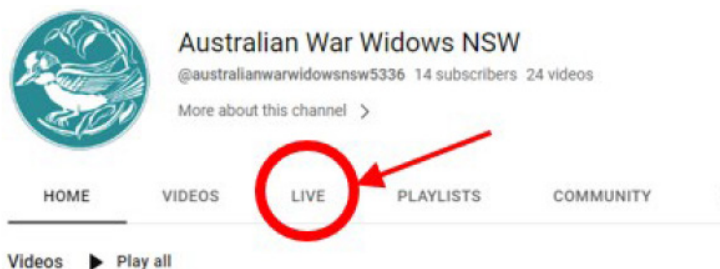 Australian War Widows NSW
@australianwarwidowsnsw5336 14 subscribers 24 videos
More about this channel >
HOME VIDEOS LIVE PLAYLISTS COMMUNITY
Videos ▶ Play all